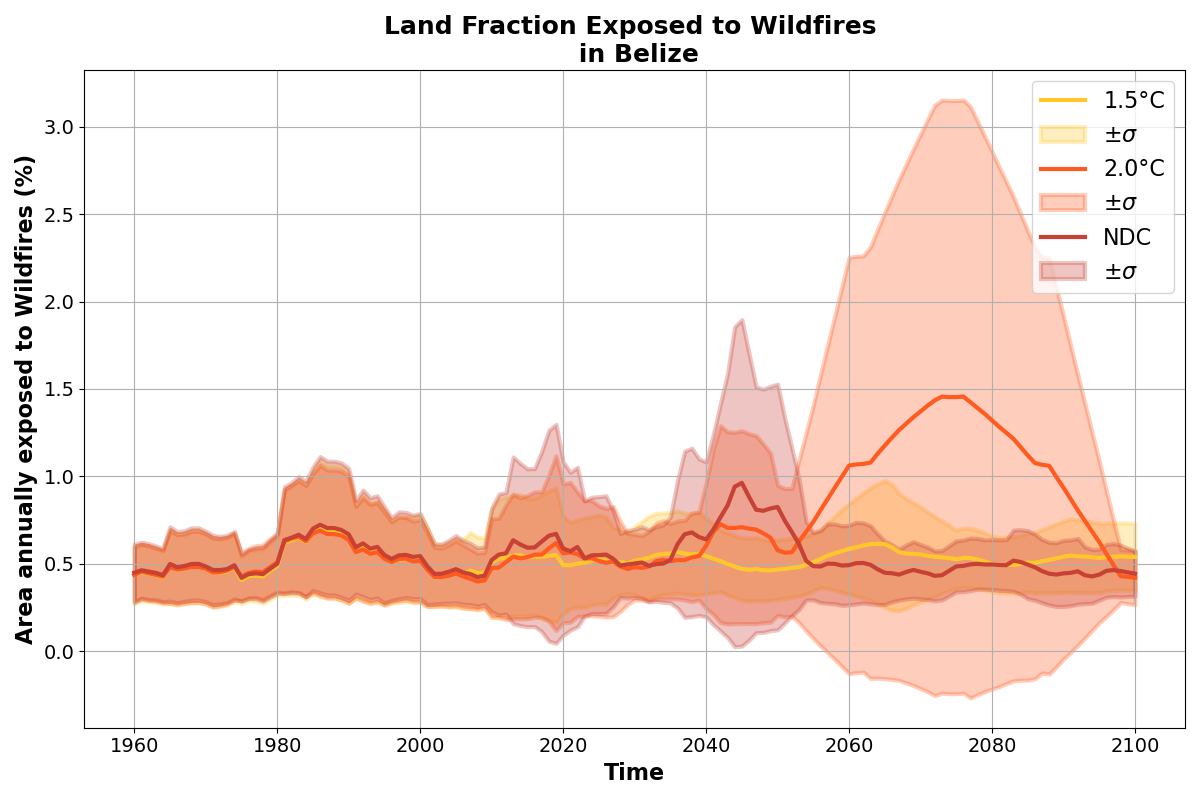 Land Fraction Exposed to Wildfires
in Belize
Area annually exposed to Wildfires (%)
3.0
2.5
2.0
1.5
1.0
0.5
0.0
1960 1980 2000 2020 2040 2060 2080 2100
Time
1.5°C
±σ
2.0°C
±σ
NDC
±σ